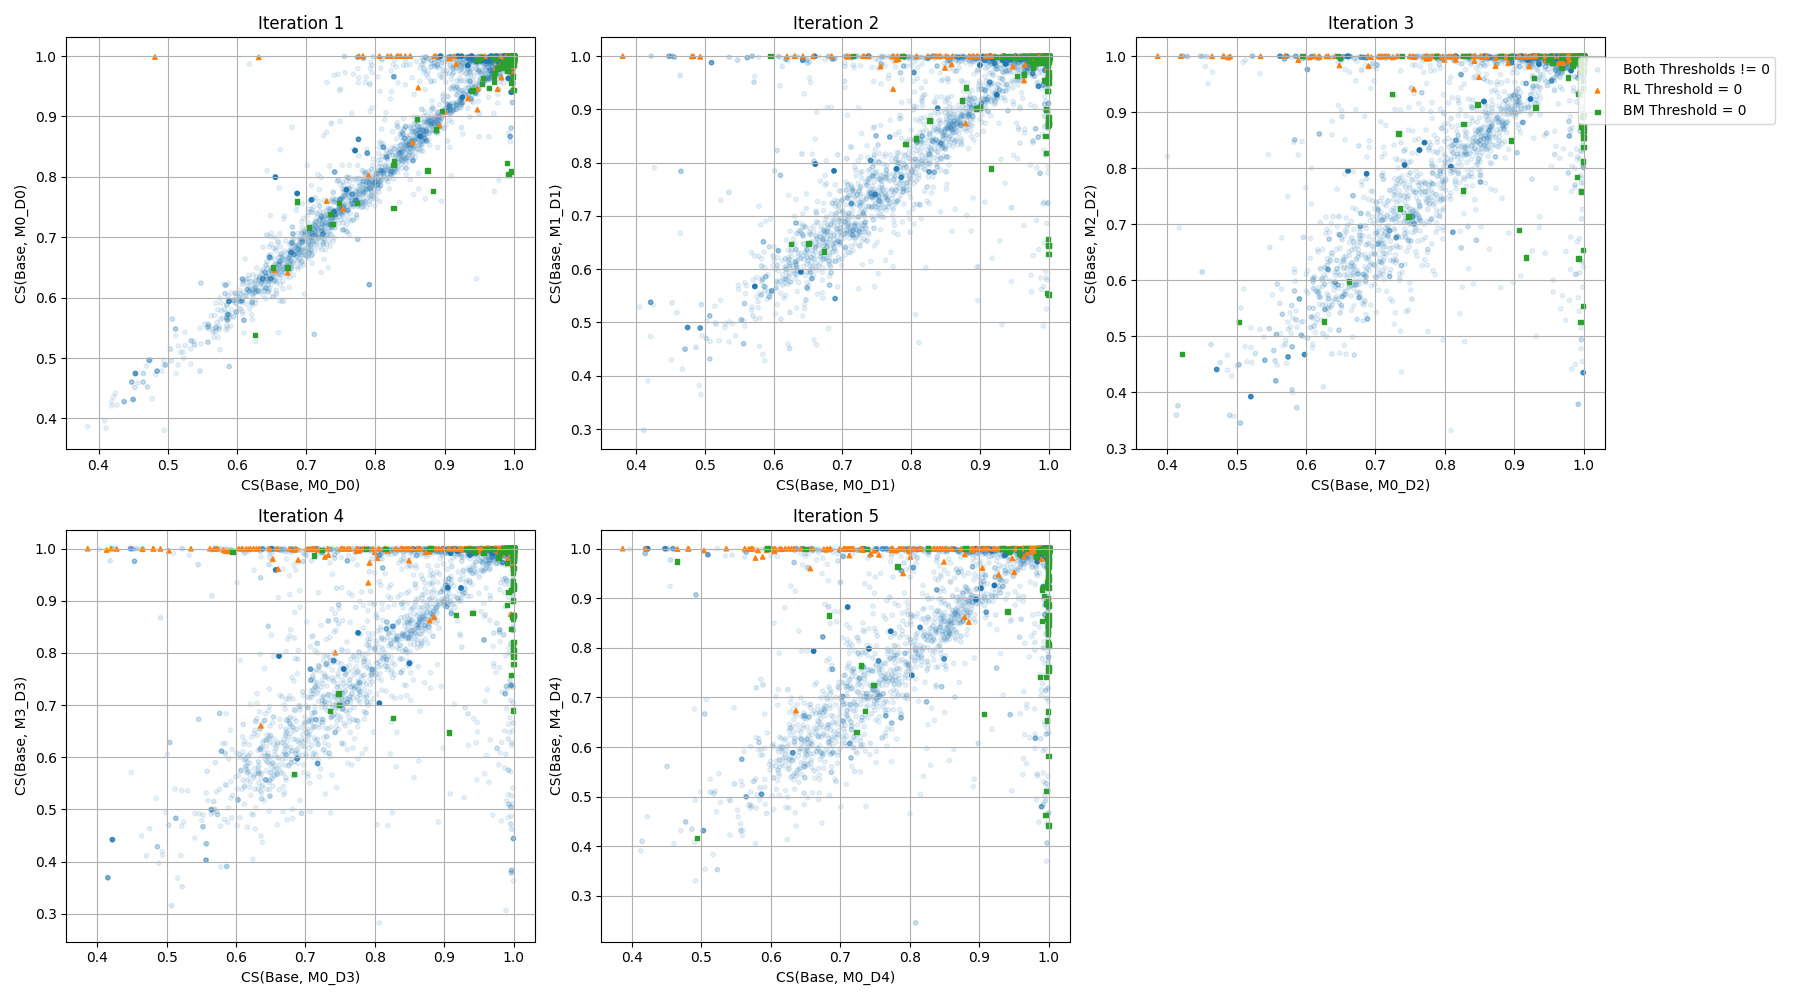 Iteration 1
1.0
0.9
0.8
0.7
0.6
0.5
0.4
CS(Base, M0_D0)
0.4 0.5 0.6 0.7 0.8 0.9 1.0
CS(Base, M0_D0)
Iteration 2
1.0
0.9
0.8
0.7
0.6
0.5
0.4
0.3
CS(Base, M1_D1)
0.4 0.5 0.6 0.7 0.8 0.9 1.0
CS(Base, M0_D1)
Iteration 3
1.0
0.9
0.8
0.7
0.6
0.5
0.4
0.3
CS(Base, M2_D2)
0.4 0.5 0.6 0.7 0.8 0.9 1.0
CS(Base, M0_D2)
Both Thresholds != 0
RL Threshold = 0
BM Threshold = 0
Iteration 4
1.0
0.9
0.8
0.7
0.6
0.5
0.4
0.3
CS(Base, M3_D3)
0.4 0.5 0.6 0.7 0.8 0.9 1.0
CS(Base, M0_D3)
Iteration 5
1.0
0.9
0.8
0.7
0.6
0.5
0.4
0.3
CS(Base, M4_D4)
0.4 0.5 0.6 0.7 0.8 0.9 1.0
CS(Base, M0_D4)